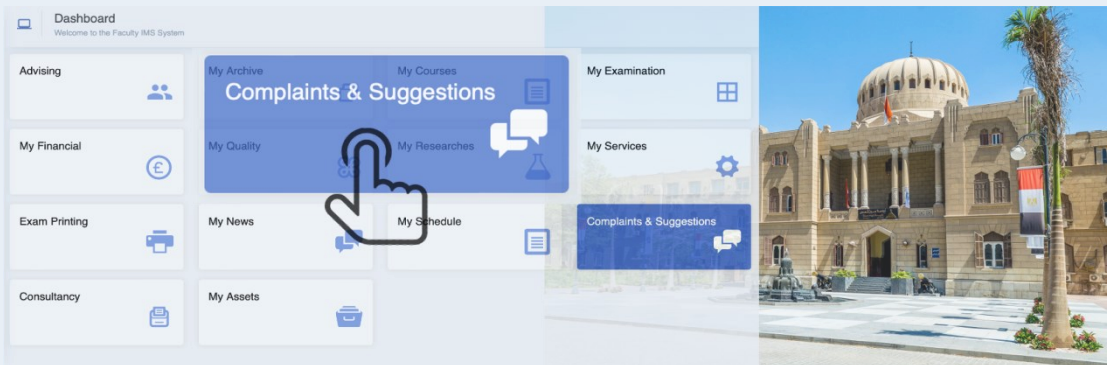 Dashboard
Welcome to the Faculty IMS System
Advising
My Archive
My Courses
My Examination
Complaints & Suggestions
My Financial
My Quality
My Researches
My Services
Exam Printing
My News
My Schedule
Complaints & Suggestions
Consultancy
My Assets